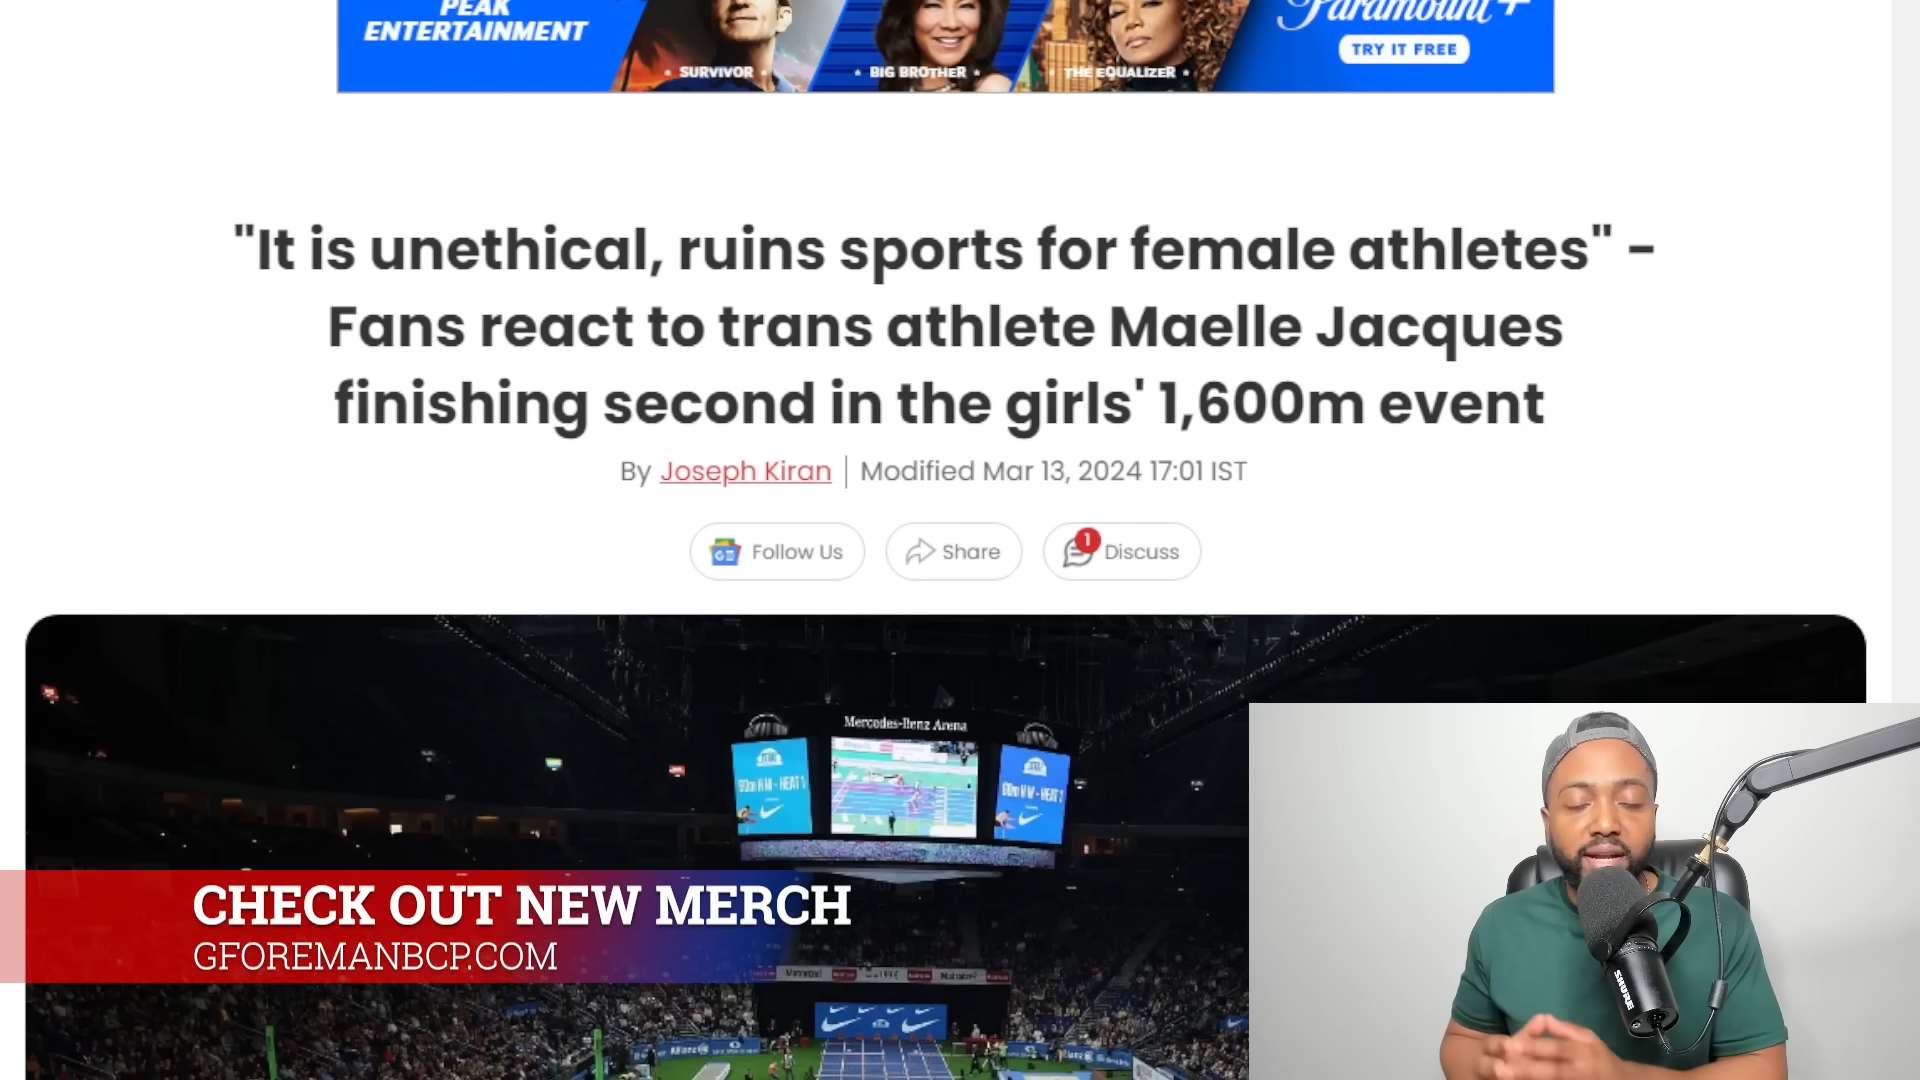 PEAK
ENTERTAINMENT
SURVIVOR
BIG BROTHER
THE EQUALIZER
Paramount+
TRY IT FREE
"It is unethical, ruins sports for female athletes" -
Fans react to trans athlete Maelle Jacques
finishing second in the girls' 1,600m event
By Joseph Kiran | Modified Mar 13, 2024 17:01 IST
Follow Us
Share
1
Discuss
Mercedes-Benz Arena
CHECK OUT NEW MERCH
GFOREMANBCP.COM
SHURE